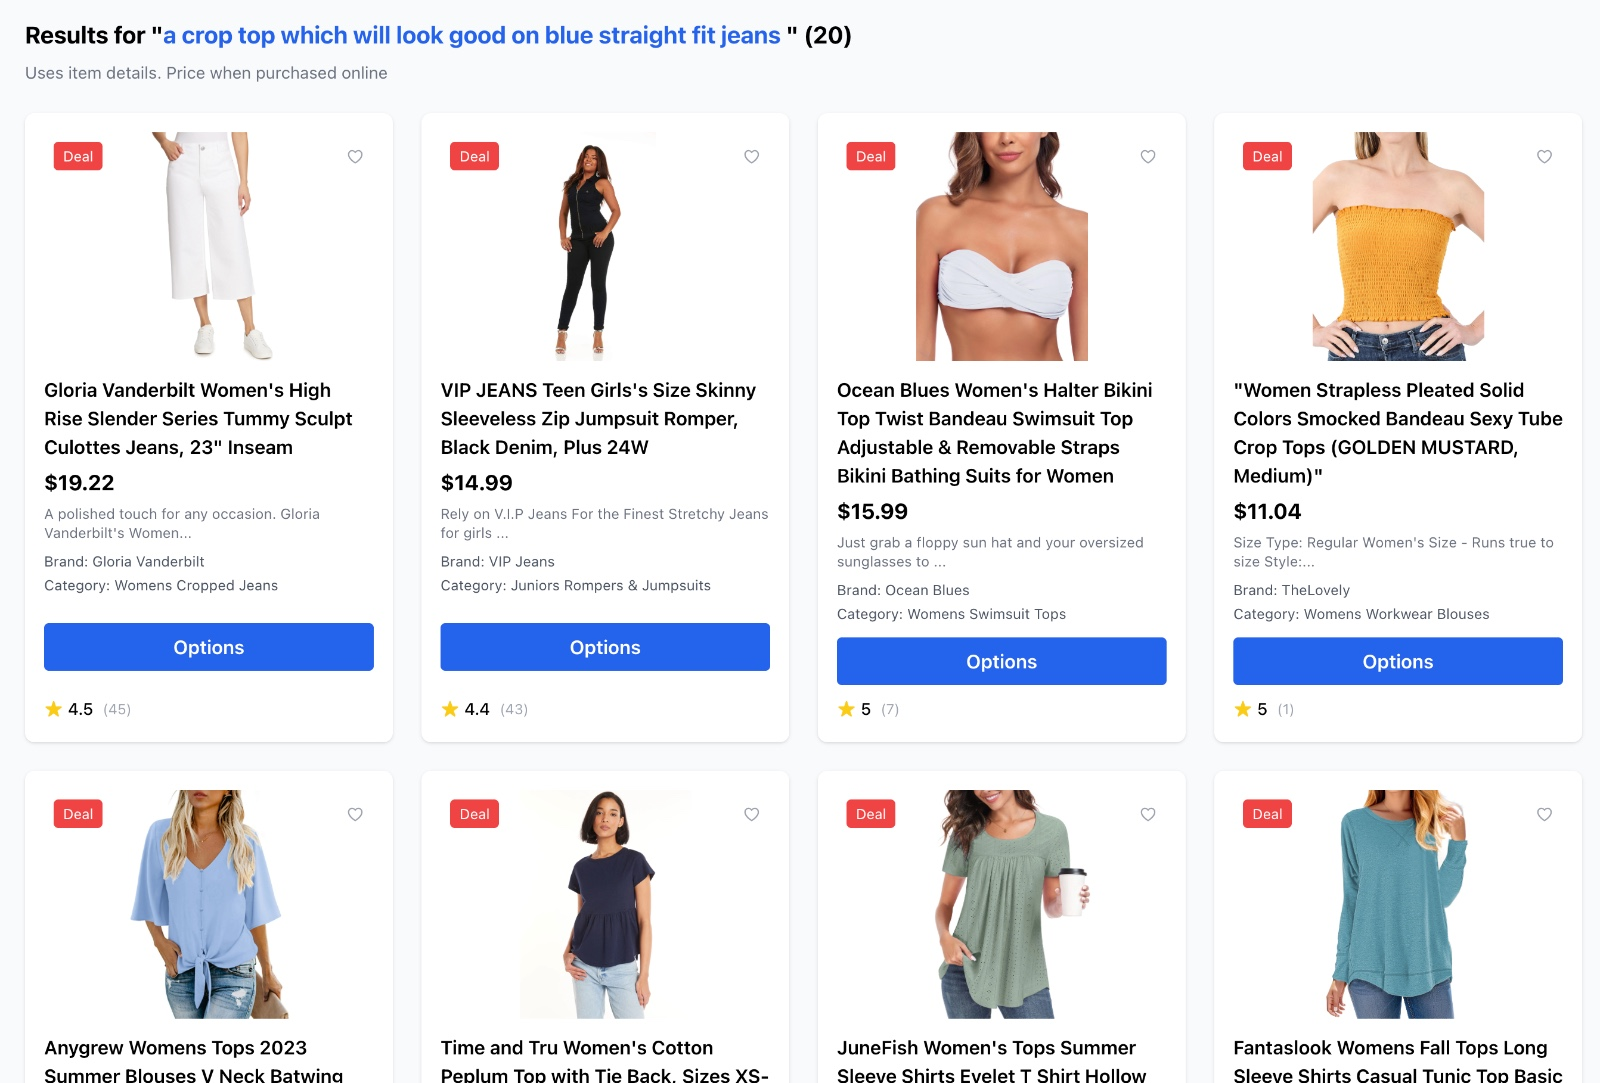 Results for "a crop top which will look good on blue straight fit jeans " (20)
Uses item details. Price when purchased online
Deal
Gloria Vanderbilt Women's High
Rise Slender Series Tummy Sculpt
Culottes Jeans, 23" Inseam
$19.22
A polished touch for any occasion. Gloria
Vanderbilt's Women...
Brand: Gloria Vanderbilt
Category: Womens Cropped Jeans
Options
4.5 (45)
Deal
VIP JEANS Teen Girls's Size Skinny
Sleeveless Zip Jumpsuit Romper,
Black Denim, Plus 24W
$14.99
Rely on V.I.P Jeans For the Finest Stretchy Jeans
for girls ...
Brand: VIP Jeans
Category: Juniors Rompers & Jumpsuits
Options
4.4 (43)
Deal
Ocean Blues Women's Halter Bikini
Top Twist Bandeau Swimsuit Top
Adjustable & Removable Straps
Bikini Bathing Suits for Women
$15.99
Just grab a floppy sun hat and your oversized
sunglasses to ...
Brand: Ocean Blues
Category: Womens Swimsuit Tops
Options
5 (7)
Deal
"Women Strapless Pleated Solid
Colors Smocked Bandeau Sexy Tube
Crop Tops (GOLDEN MUSTARD,
Medium)"
$11.04
Size Type: Regular Women's Size - Runs true to
size Style:...
Brand: TheLovely
Category: Womens Workwear Blouses
Options
5 (1)
Deal
Anygrew Womens Tops 2023
Summer Blouses V Neck Batwing
Deal
Time and Tru Women's Cotton
Peplum Top with Tie Back, Sizes XS-
Deal
JuneFish Women's Tops Summer
Sleeve Shirts Eyelet T Shirt Hollow
Deal
Fantaslook Womens Fall Tops Long
Sleeve Shirts Casual Tunic Top Basic